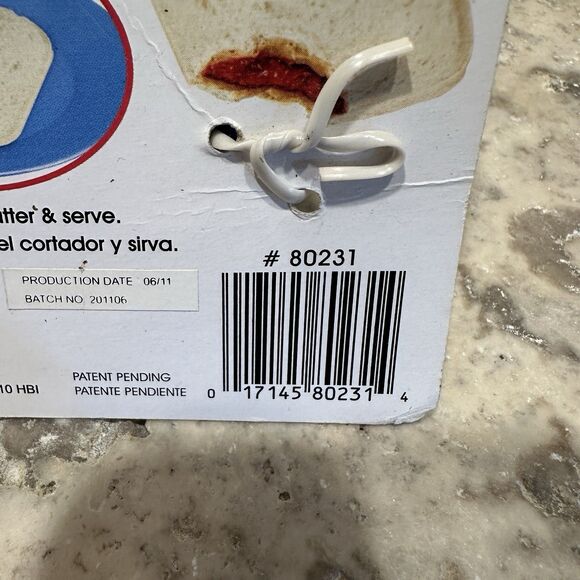 & serve.
el cortador y sirva.
# 80231
PRODUCTION DATE 06/11
BATCH NO. 201106
10 HBI
PATENT PENDING
PATENTE PENDIENTE
0 17145 80231 4